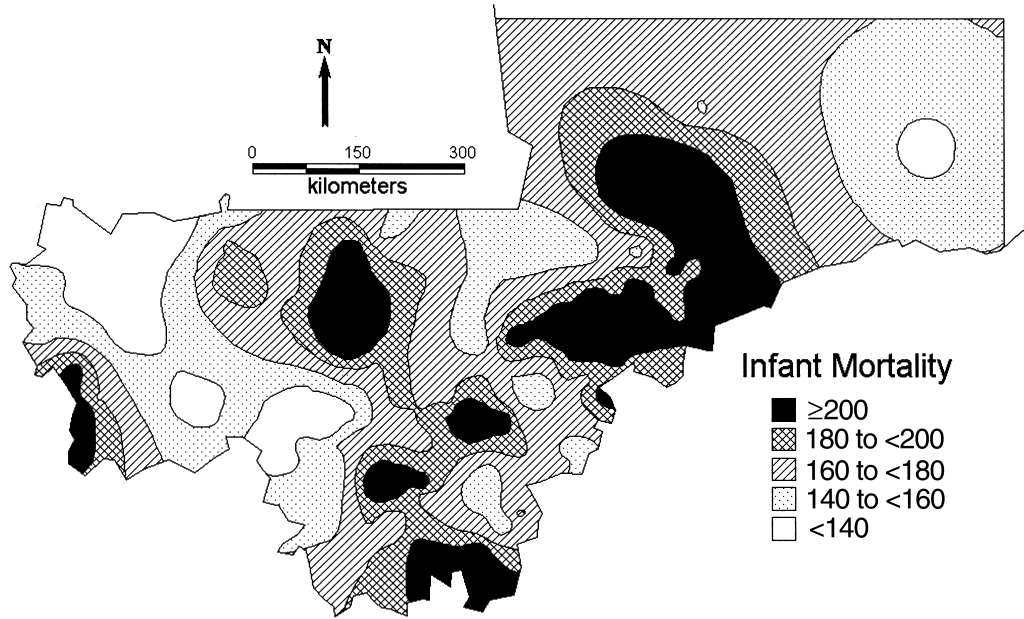 N
0 150 300
kilometers
Infant Mortality
≥200
180 to <200
160 to <180
140 to <160
<140